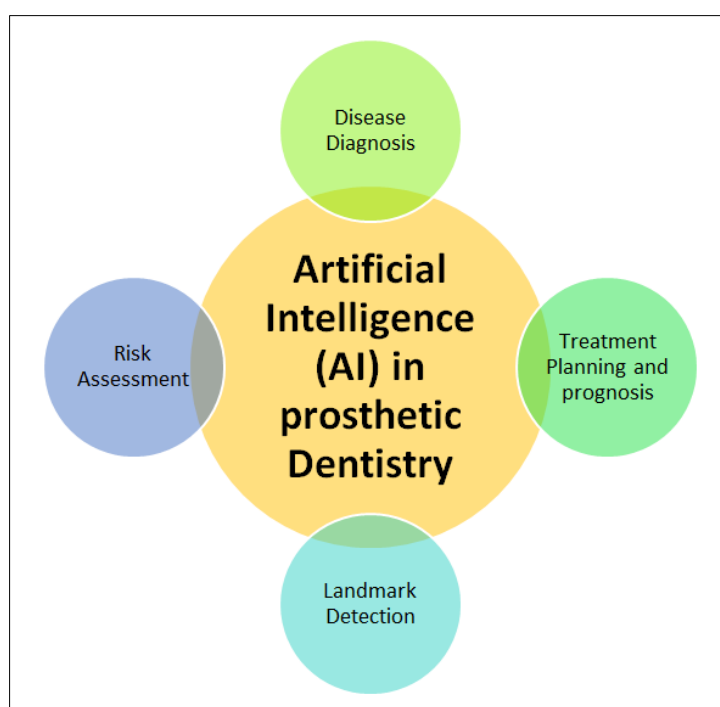 Disease
Diagnosis
Artificial
Intelligence
(AI) in
prosthetic
Dentistry
Risk
Assessment
Treatment
Planning and
prognosis
Landmark
Detection